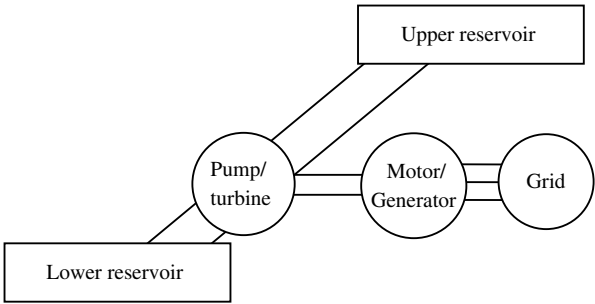 Upper reservoir
Pump/
turbine
Motor/
Generator
Grid
Lower reservoir